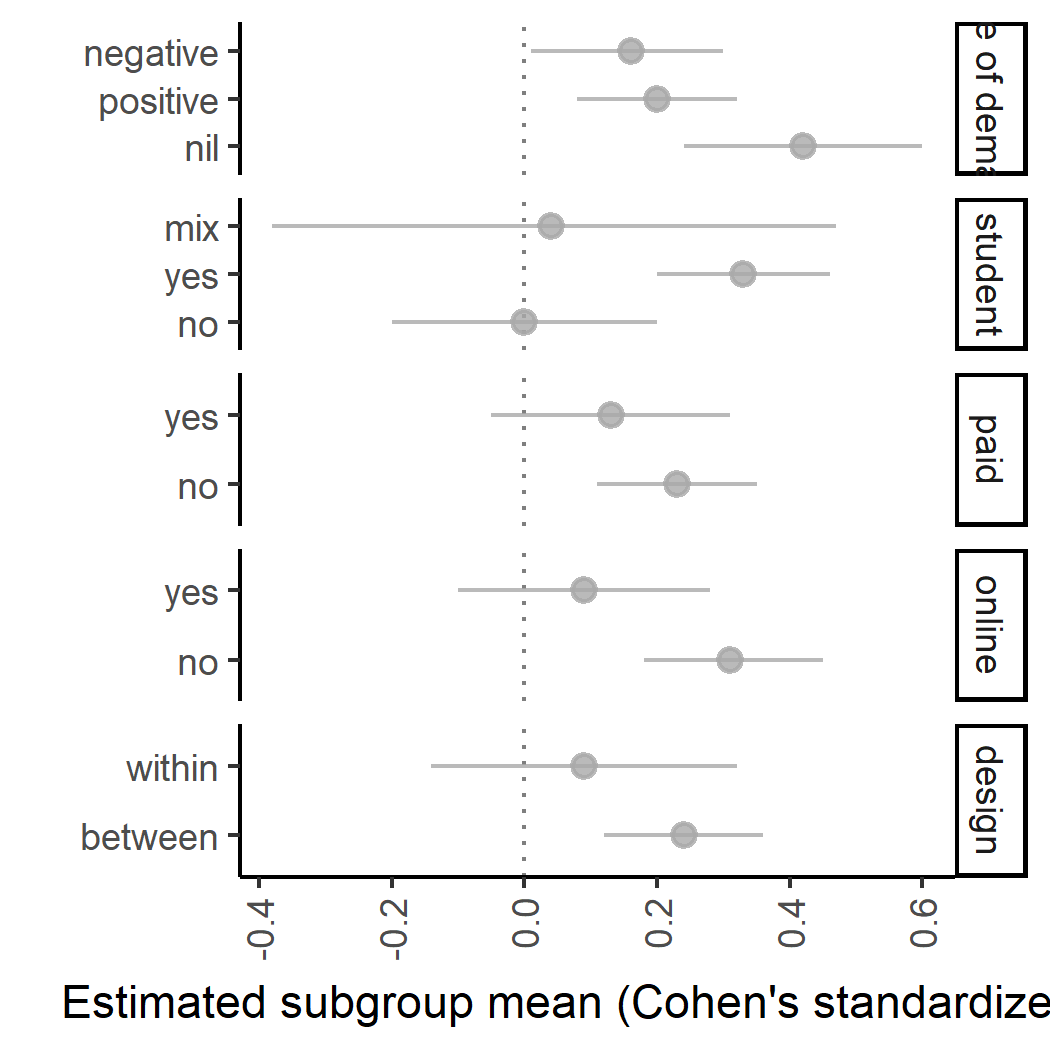 negative
positive
nil
e of dema
mix
yes
no
student
yes
no
paid
yes
no
online
within
between
design
-0.4 -0.2 0.0 0.2 0.4 0.6
Estimated subgroup mean (Cohen's standardize